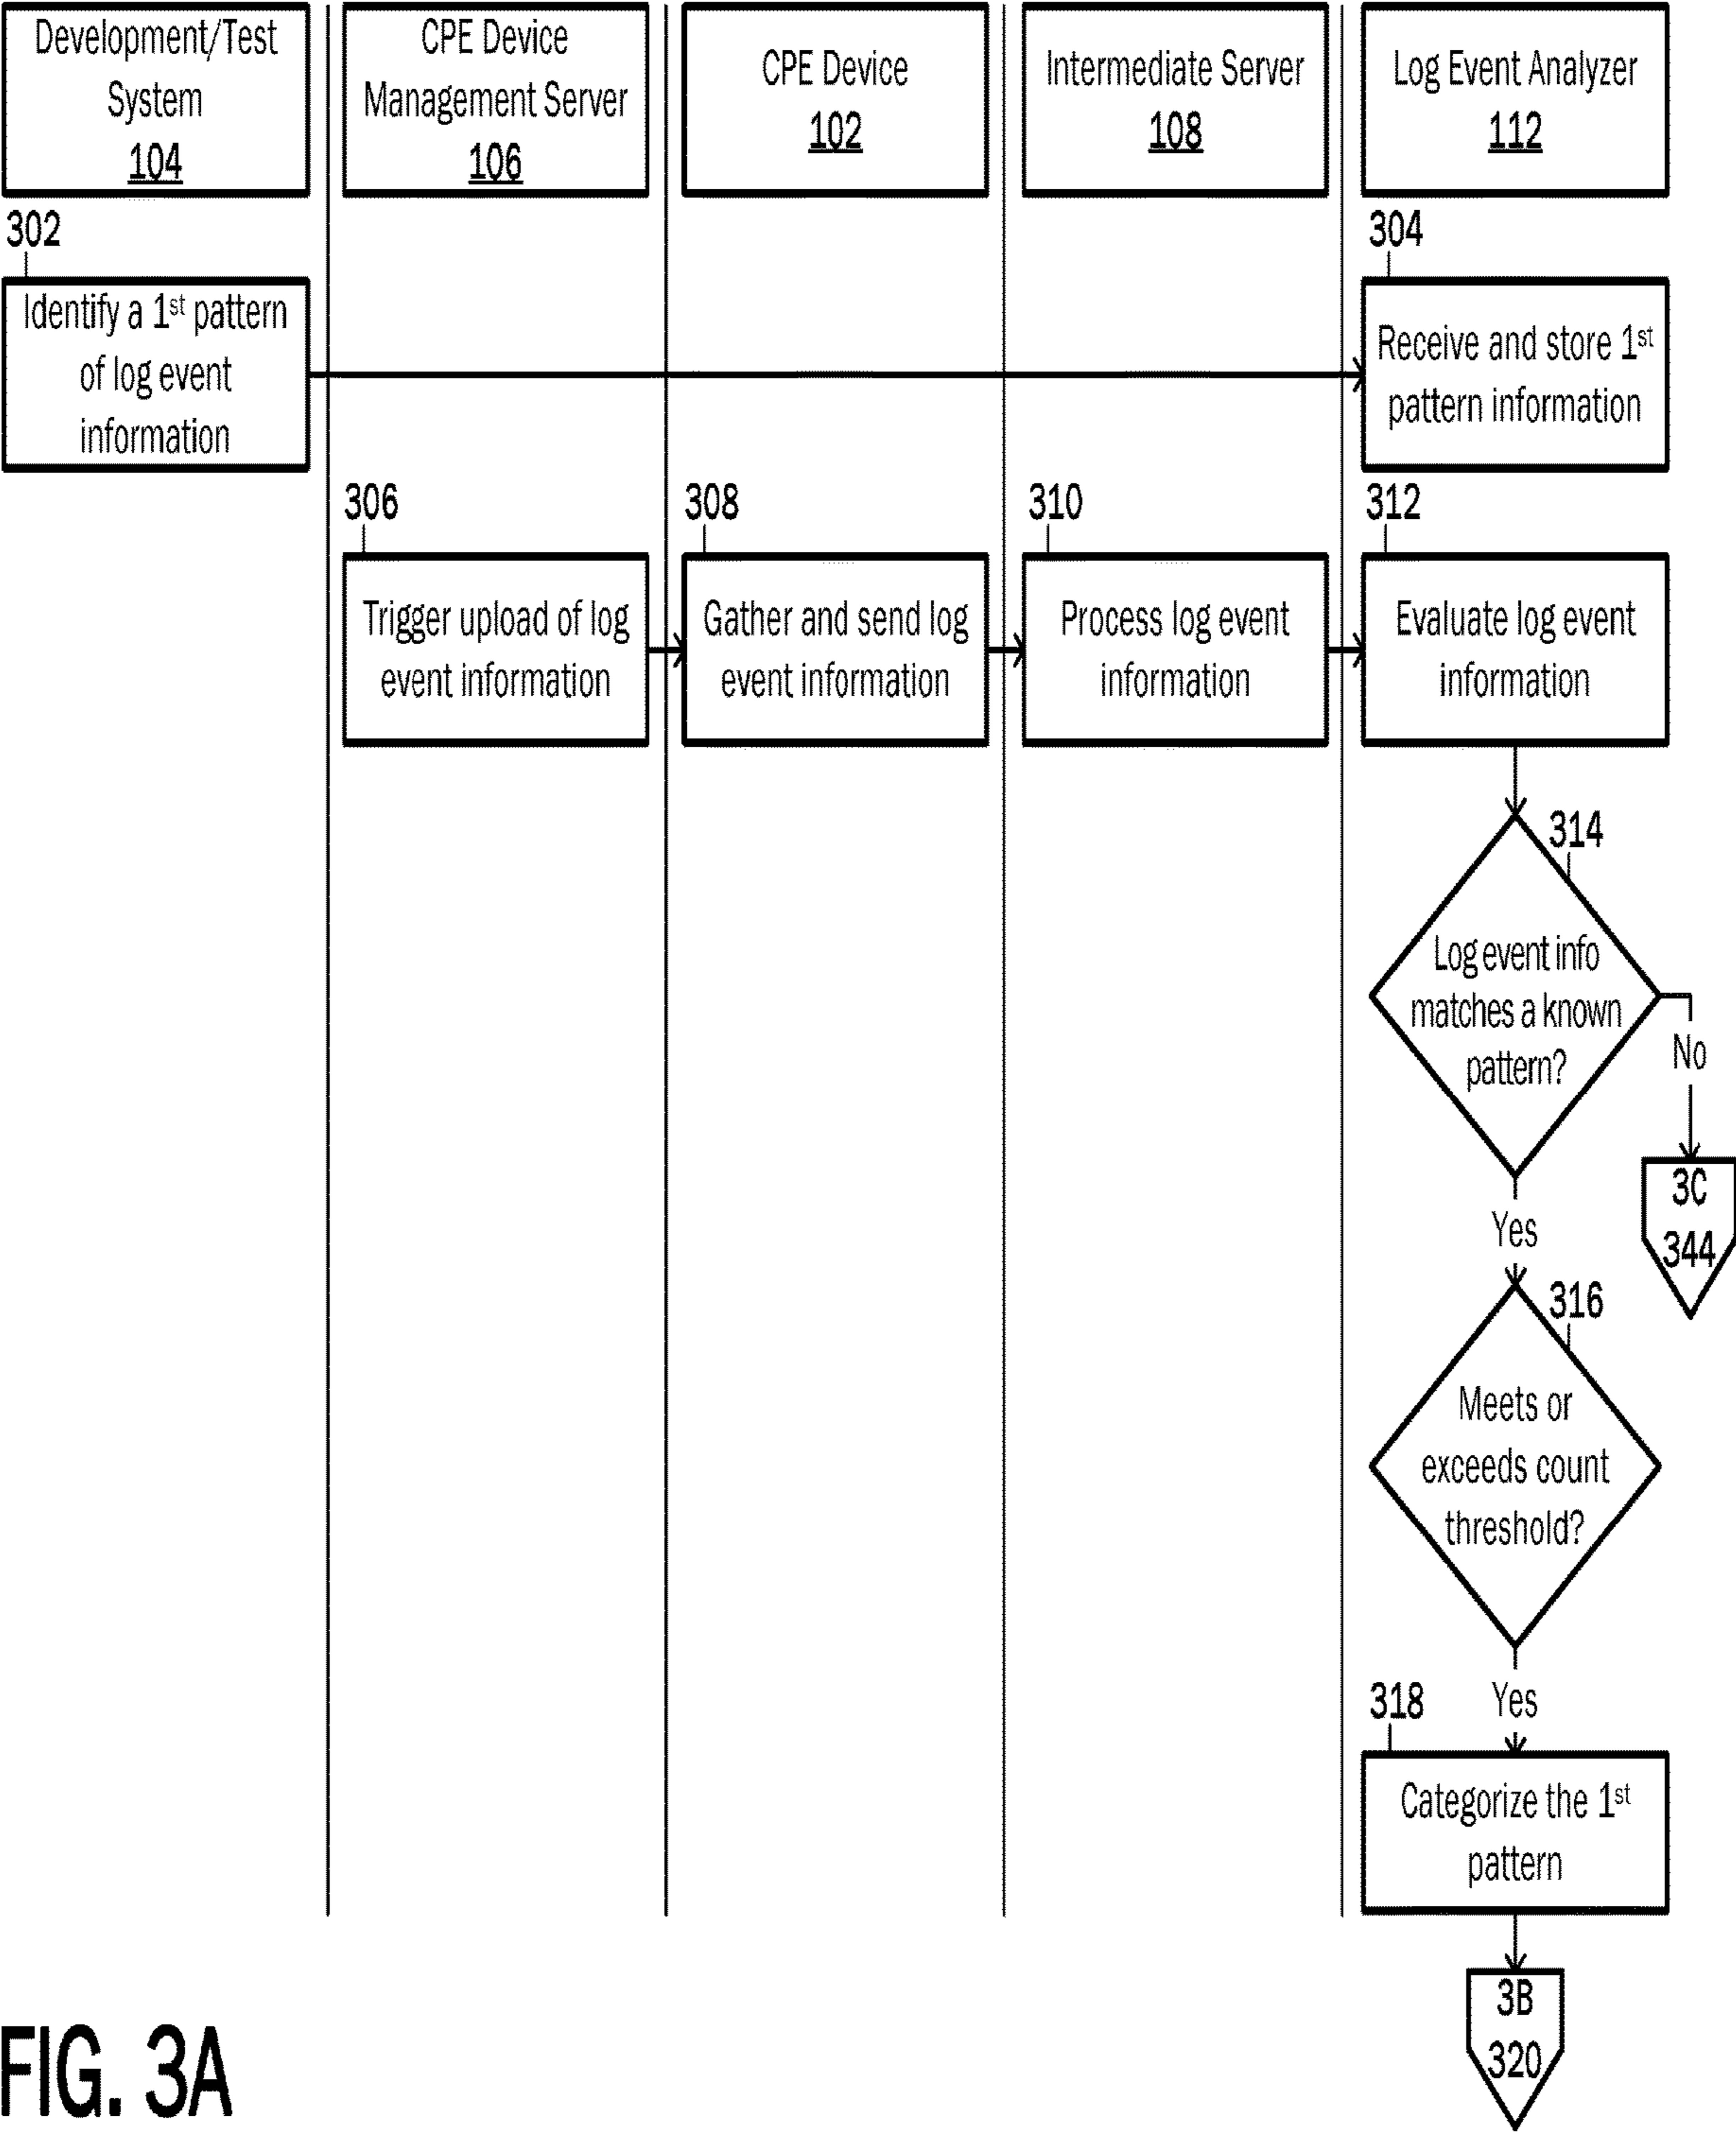 Development/Test
System
104
CPE Device
Management Server
106
CPE Device
102
Intermediate Server
108
Log Event Analyzer
112
302
Identify a 1st pattern
of log event
information
304
Receive and store 1st
pattern information
306
Trigger upload of log
event information
308
Gather and send log
event information
310
Process log event
information
312
Evaluate log event
information
314
Log event info
matches a known
pattern?
No
3C
344
Yes
316
Meets or
exceeds count
threshold?
Yes
318
Categorize the 1st
pattern
3B
320
FIG. 3A